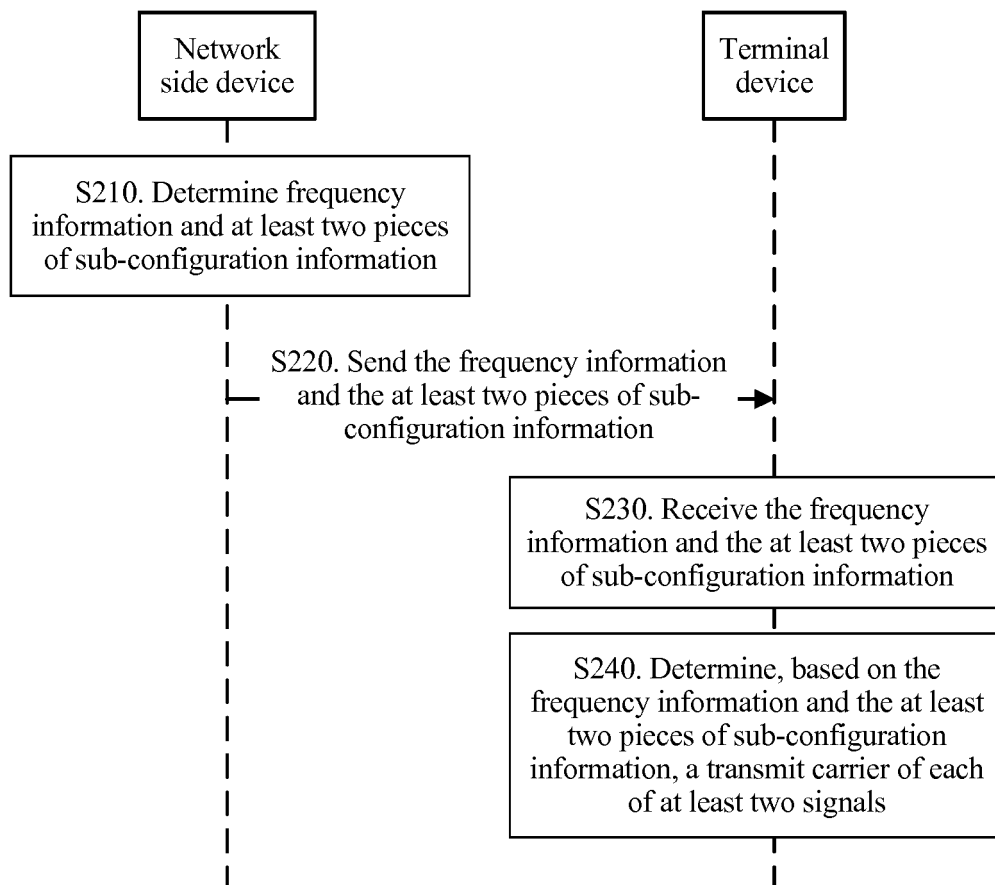 Network
side device
Terminal
device
S210. Determine frequency
information and at least two pieces
of sub-configuration information
S220. Send the frequency information
and the at least two pieces of sub-
configuration information
S230. Receive the frequency
information and the at least two pieces
of sub-configuration information
S240. Determine, based on the
frequency information and the at least
two pieces of sub-configuration
information, a transmit carrier of each
of at least two signals